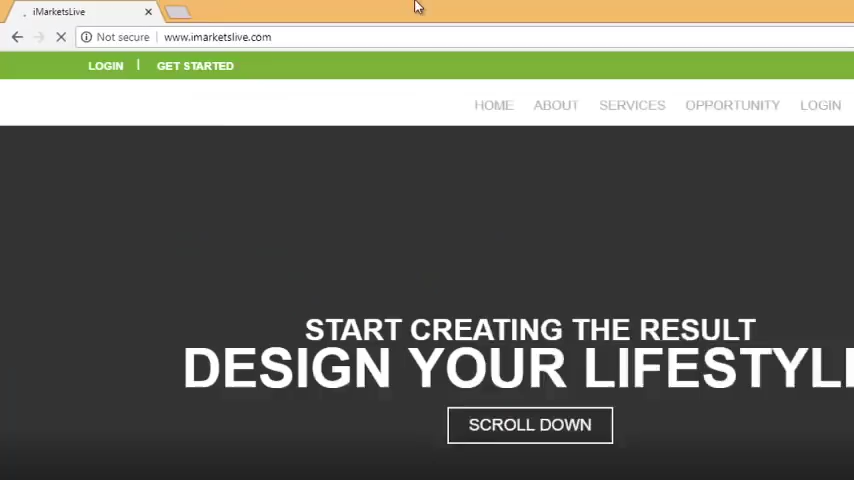 iMarketsLive
Not secure www.imarketslive.com
LOGIN | GET STARTED
HOME ABOUT SERVICES OPPORTUNITY LOGIN
START CREATING THE RESULT
DESIGN YOUR LIFESTYL
SCROLL DOWN